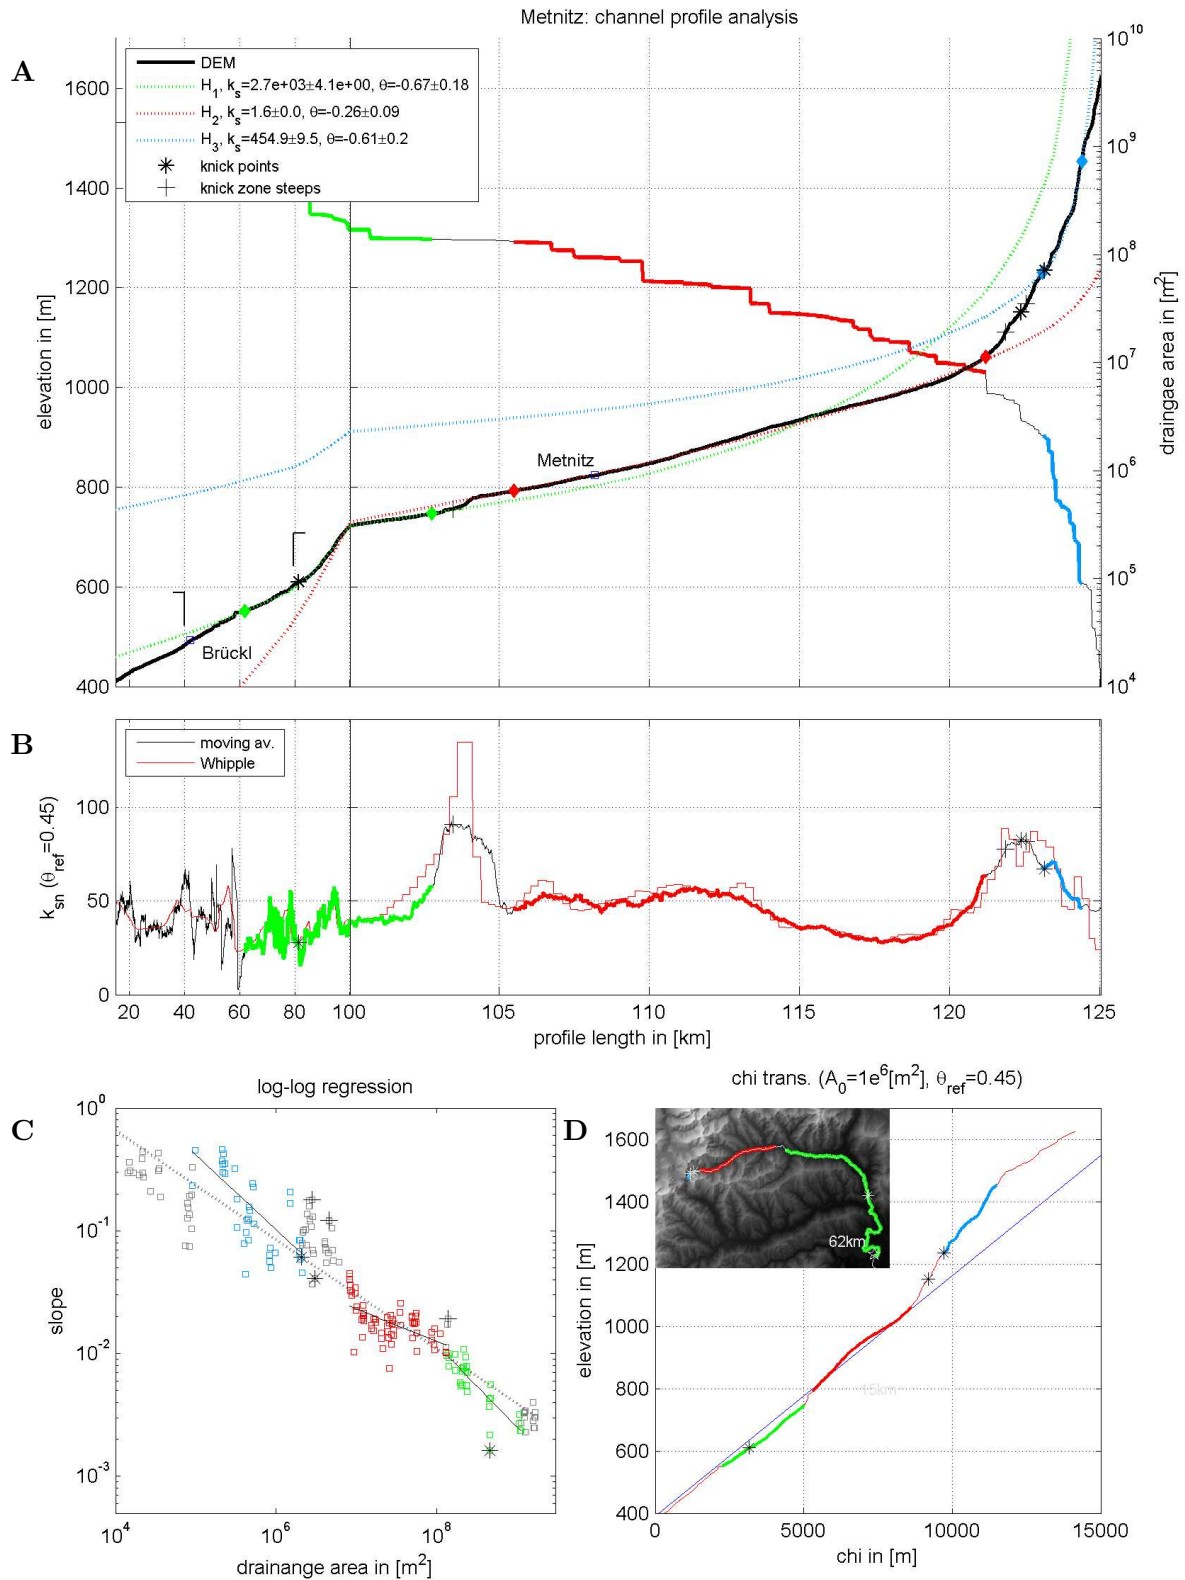 Metnitz: channel profile analysis
A
DEM
H1, ks=2.7e+03±4.1e+00, θ=-0.67±0.18
H2, ks=1.6±0.0, θ=-0.26±0.09
H3, ks=454.9±9.5, θ=-0.61±0.2
knick points
knick zone steeps
1600
1400
1200
1000
800
600
400
elevation in [m]
10^10
10^9
10^8
10^7
10^6
10^5
10^4
draingae area in [m^2]
Metnitz
Brückl
B
moving av.
Whipple
100
50
0
ksn (θref=0.45)
20 40 60 80 100 105 110 115 120 125
profile length in [km]
C
log-log regression
10^0
10^-1
10^-2
10^-3
slope
10^4 10^6 10^8
drainange area in [m^2]
D
chi trans. (A0=1e^6[m^2], θref=0.45)
62km
15km
1600
1400
1200
1000
800
600
400
elevation in [m]
0 5000 10000 15000
chi in [m]